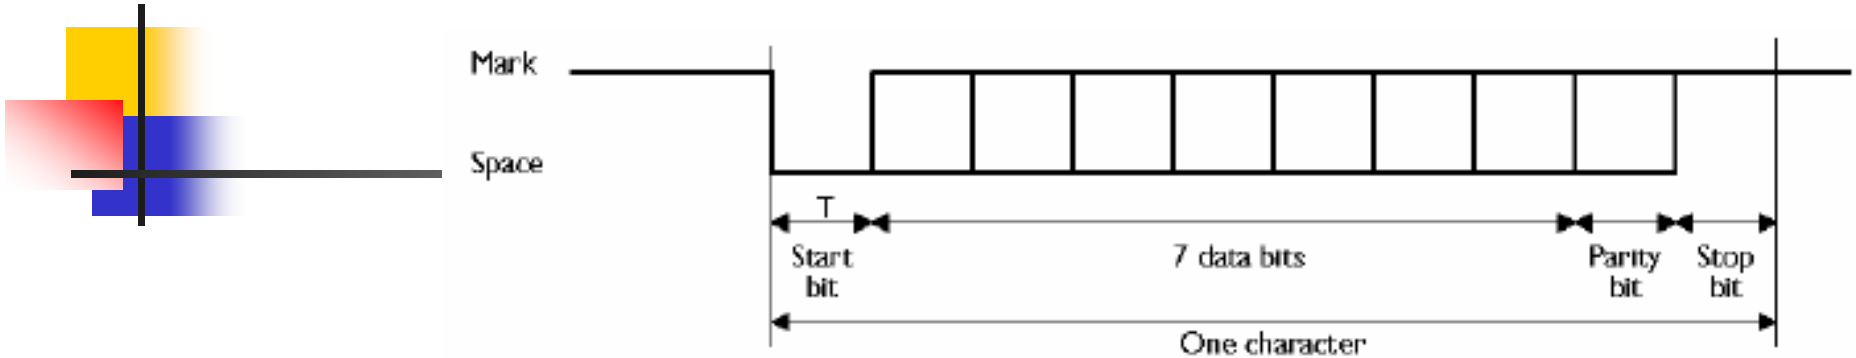 Mark
Space
T
Start
bit
7 data bits
Parity
bit
Stop
bit
One character